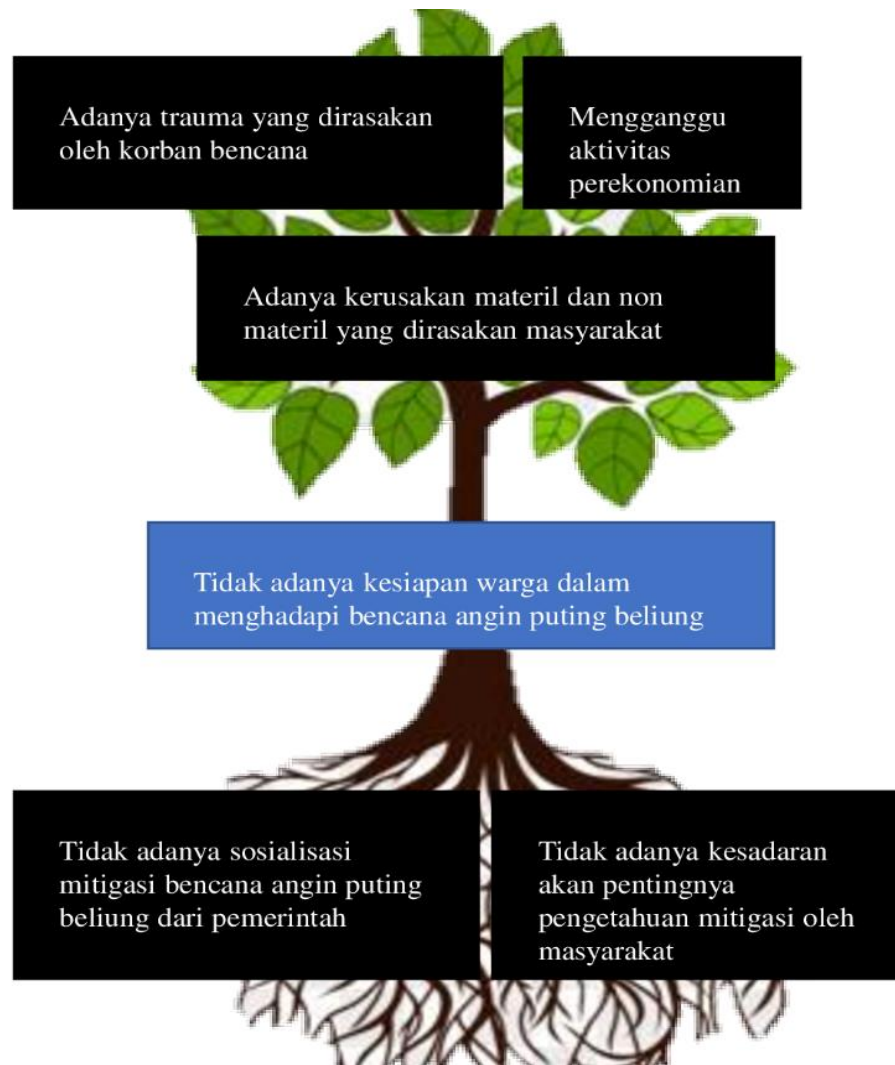 Adanya trauma yang dirasakan
oleh korban bencana
Mengganggu
aktivitas
perekonomian
Adanya kerusakan materil dan non
materil yang dirasakan masyarakat
Tidak adanya kesiapan warga dalam
menghadapi bencana angin puting beliung
Tidak adanya sosialisasi
mitigasi bencana angin puting
beliung dari pemerintah
Tidak adanya kesadaran
akan pentingnya
pengetahuan mitigasi oleh
masyarakat